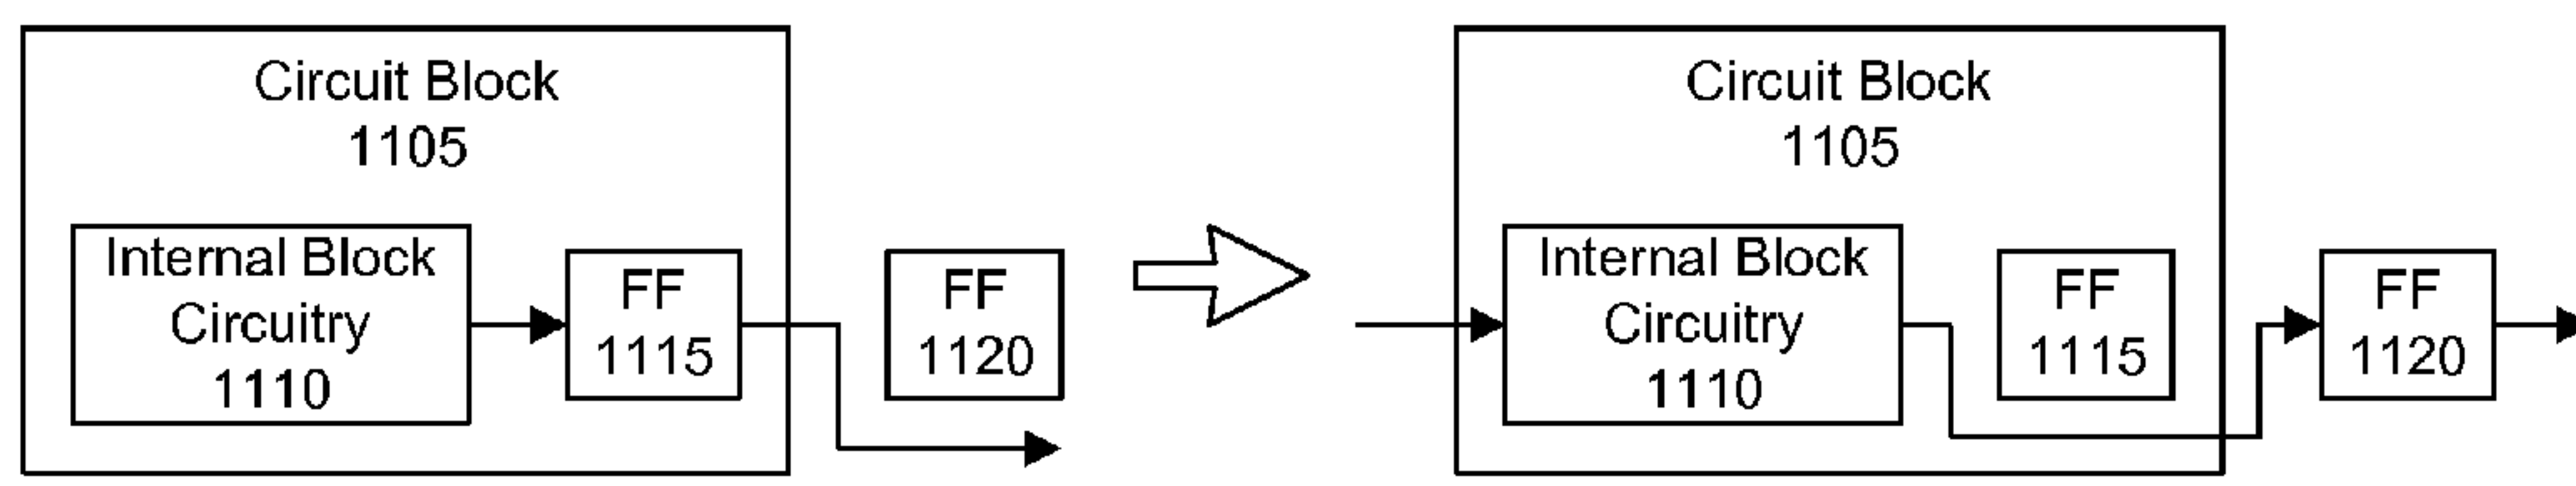 Circuit Block
1105
Internal Block
Circuitry
1110
FF
1115
FF
1120
Circuit Block
1105
Internal Block
Circuitry
1110
FF
1115
FF
1120